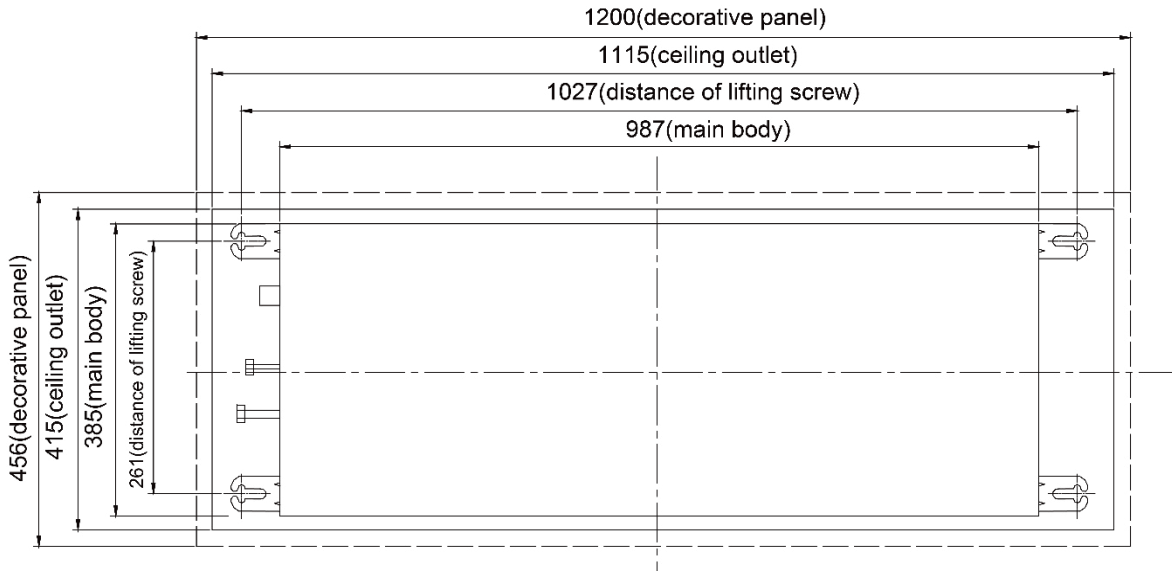 1200(decorative panel)
1115(ceiling outlet)
1027(distance of lifting screw)
987(main body)
456(decorative panel)
415(ceiling outlet)
385(main body)
261(distance of lifting screw)